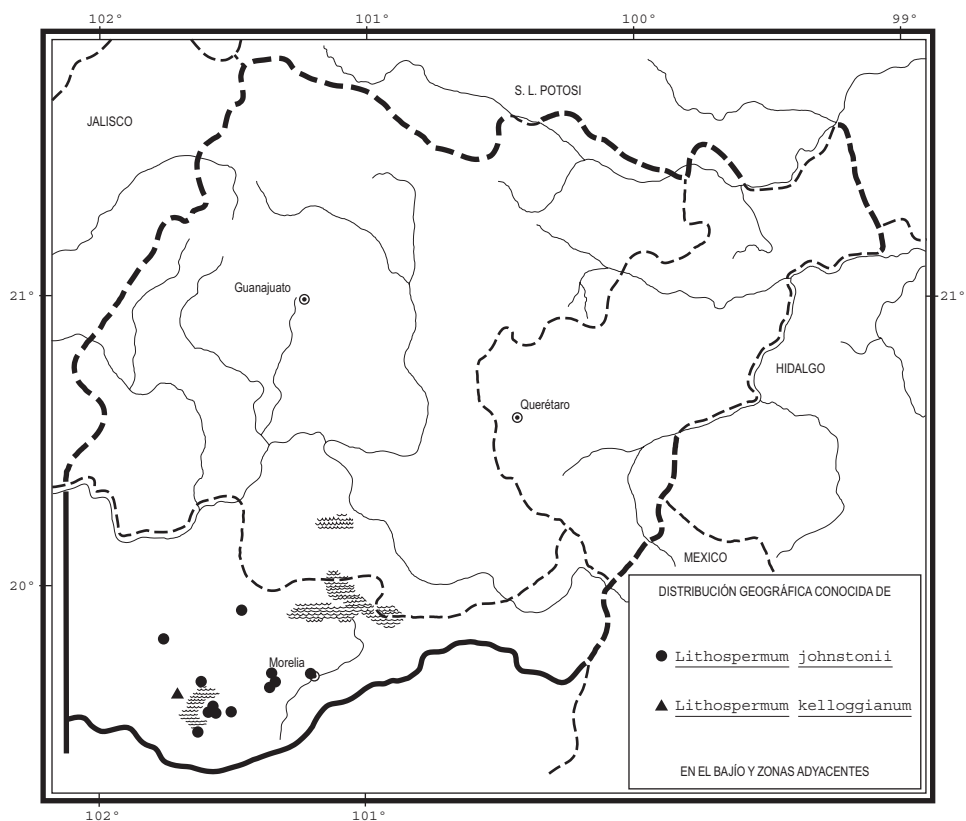 102°
101°
100°
99°
S. L. POTOSI
JALISCO
Guanajuato
21°
21°
HIDALGO
Querétaro
MEXICO
20°
DISTRIBUCIÓN GEOGRÁFICA CONOCIDA DE
Lithospermum johnstonii
Morelia
Lithospermum kelloggianum
EN EL BAJÍO Y ZONAS ADYACENTES
102°
101°